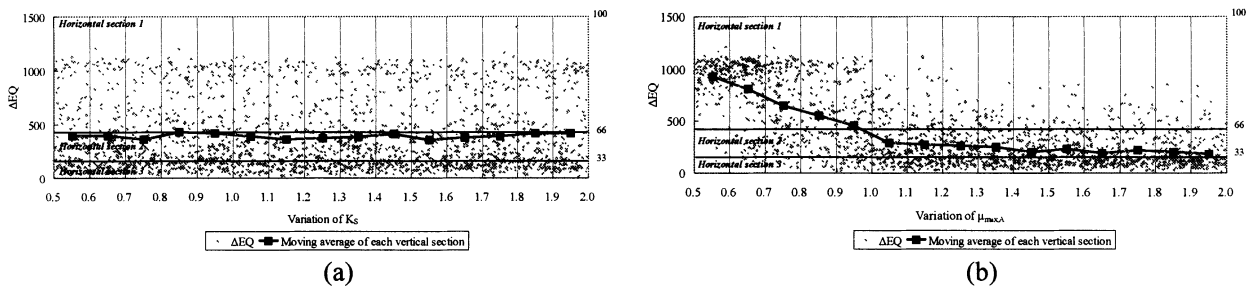 1500
1000
500
0
ΔEQ
Horizontal section 1
Horizontal section 2
Horizontal section 3
100
66
33
0.5 0.6 0.7 0.8 0.9 1.0 1.1 1.2 1.3 1.4 1.5 1.6 1.7 1.8 1.9 2.0
Variation of KS
ΔEQ Moving average of each vertical section
(a)
1500
1000
500
0
ΔEQ
Horizontal section 1
Horizontal section 2
Horizontal section 3
100
66
33
0.5 0.6 0.7 0.8 0.9 1.0 1.1 1.2 1.3 1.4 1.5 1.6 1.7 1.8 1.9 2.0
Variation of μmax,A
ΔEQ Moving average of each vertical section
(b)